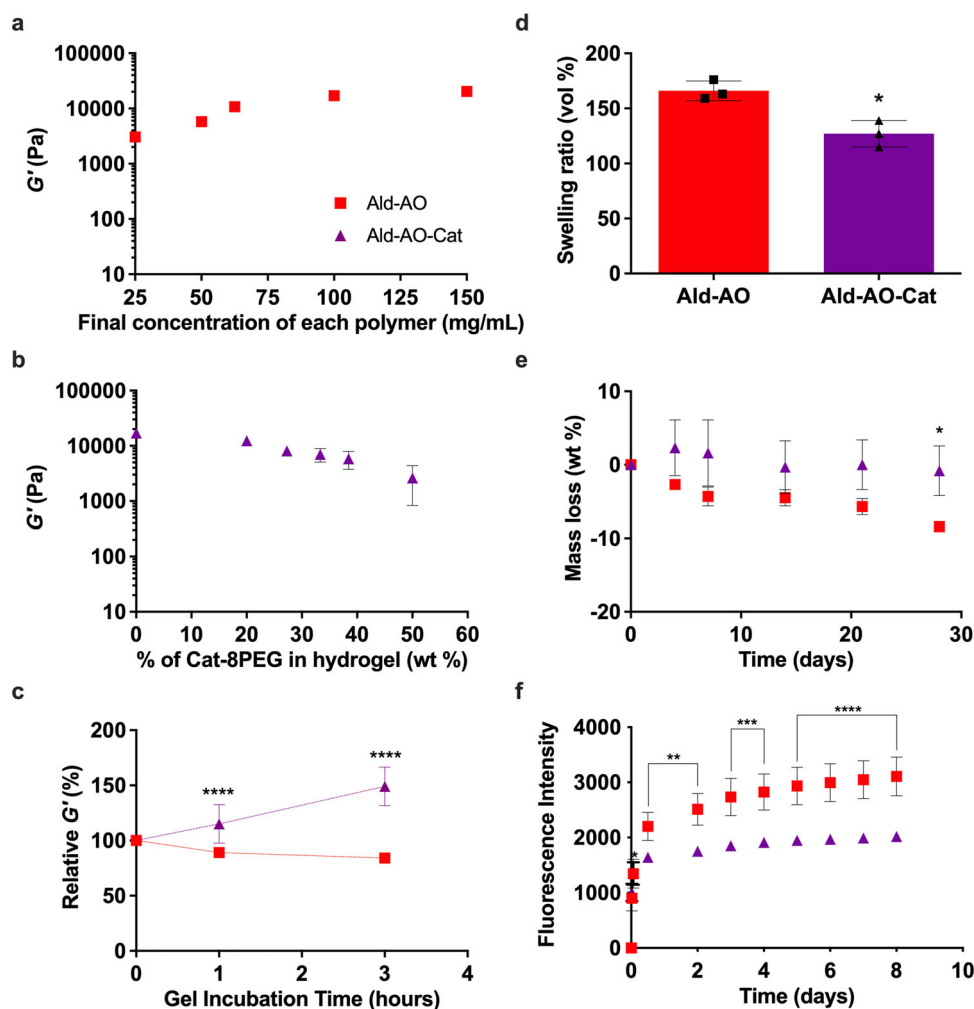 a
100000
10000
1000
100
10
G′ (Pa)
Ald-AO
Ald-AO-Cat
25 50 75 100 125 150
Final concentration of each polymer (mg/mL)
b
100000
10000
1000
100
10
G′ (Pa)
0 10 20 30 40 50 60
% of Cat-8PEG in hydrogel (wt %)
c
200
150
100
50
0
Relative G′ (%)
****
****
0 1 2 3 4
Gel Incubation Time (hours)
d
200
150
100
50
0
Swelling ratio (vol %)
*
Ald-AO Ald-AO-Cat
e
10
0
-10
-20
Mass loss (wt %)
*
0 10 20 30
Time (days)
f
4000
3000
2000
1000
0
Fluorescence Intensity
*
**
***
****
0 2 4 6 8 10
Time (days)